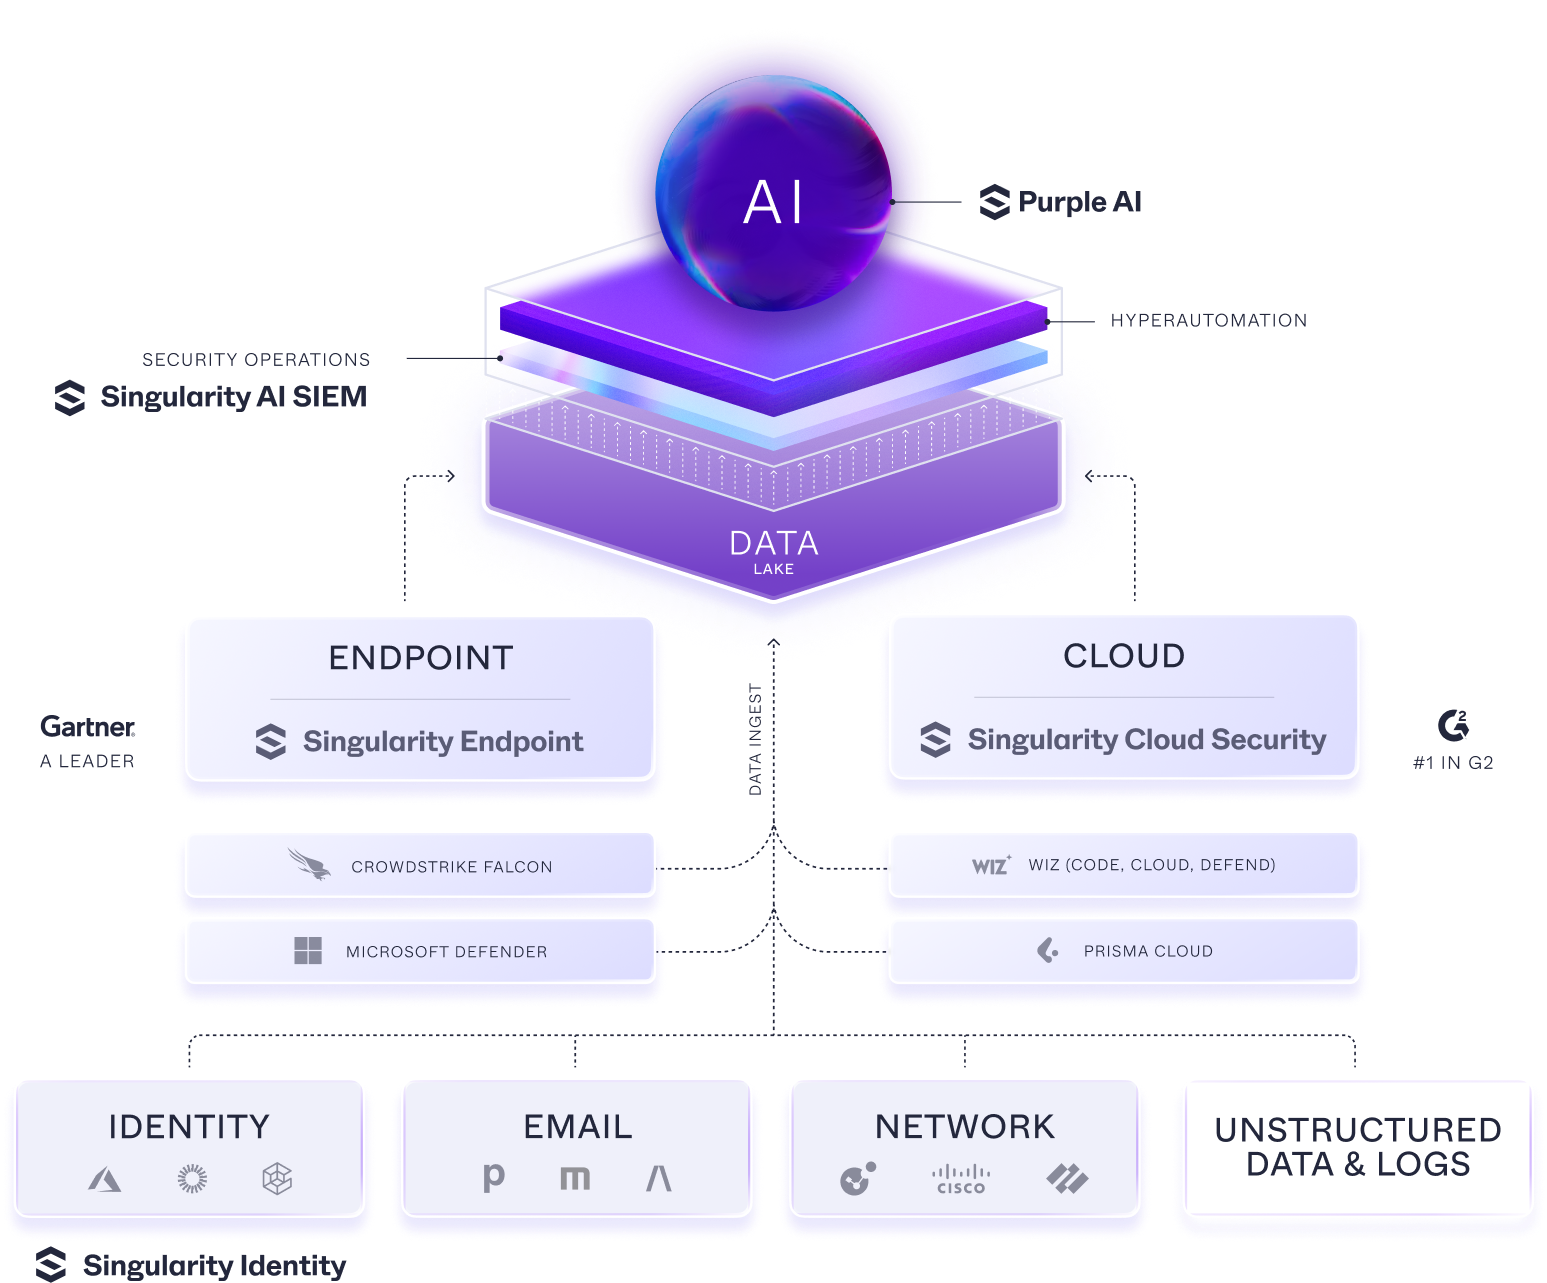 AI
Purple AI
HYPERAUTOMATION
SECURITY OPERATIONS
Singularity AI SIEM
DATA
LAKE
ENDPOINT
Singularity Endpoint
CLOUD
Singularity Cloud Security
Gartner
A LEADER
DATA INGEST
G2
#1 IN G2
CROWDSTRIKE FALCON
WIZ WIZ (CODE, CLOUD, DEFEND)
MICROSOFT DEFENDER
PRISMA CLOUD
IDENTITY
EMAIL
p m
NETWORK
CISCO
UNSTRUCTURED
DATA & LOGS
Singularity Identity